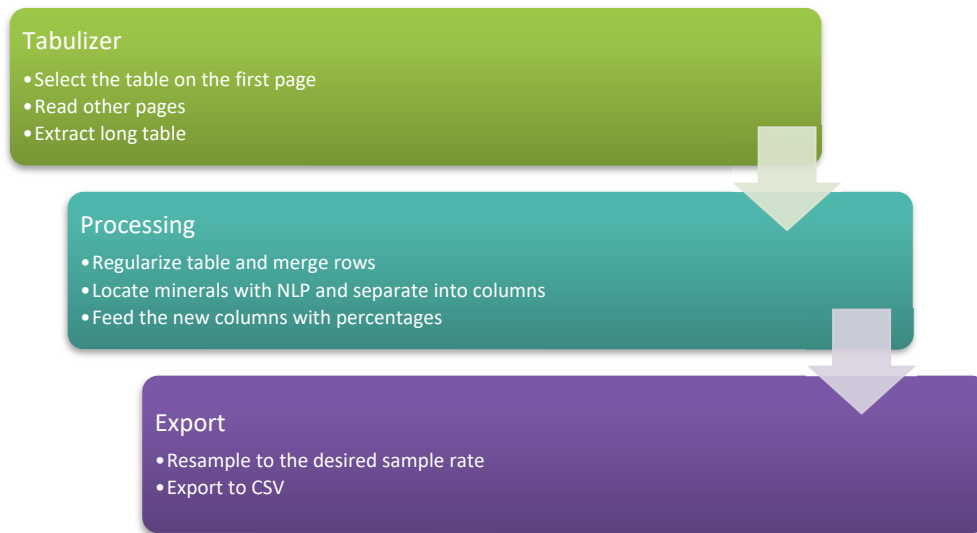 Tabulizer
•Select the table on the first page
•Read other pages
•Extract long table
Processing
•Regularize table and merge rows
•Locate minerals with NLP and separate into columns
•Feed the new columns with percentages
Export
•Resample to the desired sample rate
•Export to CSV